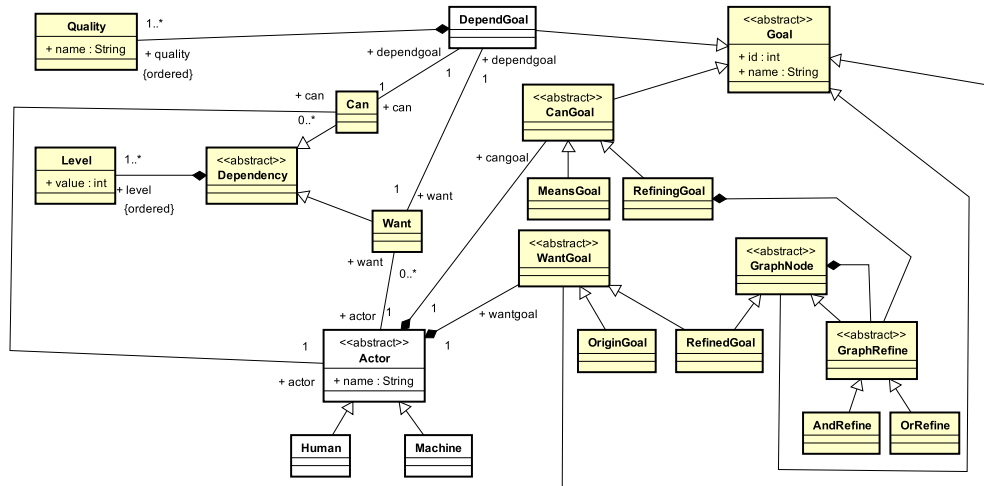 Quality
+ name : String
1..*
+ quality
{ordered}
DependGoal
+ dependgoal
1
+ dependgoal
1
<<abstract>>
Goal
+ id : int
+ name : String
+ can
0..*
Can
1
+ can
<<abstract>>
CanGoal
+ cangoal
Level
+ value : int
1..*
+ level
{ordered}
<<abstract>>
Dependency
MeansGoal
RefiningGoal
1
+ want
Want
+ want
0..*
<<abstract>>
WantGoal
+ wantgoal
<<abstract>>
GraphNode
+ actor
1
1
1
1
+ actor
<<abstract>>
Actor
+ name : String
OriginGoal
RefinedGoal
<<abstract>>
GraphRefine
Human
Machine
AndRefine
OrRefine